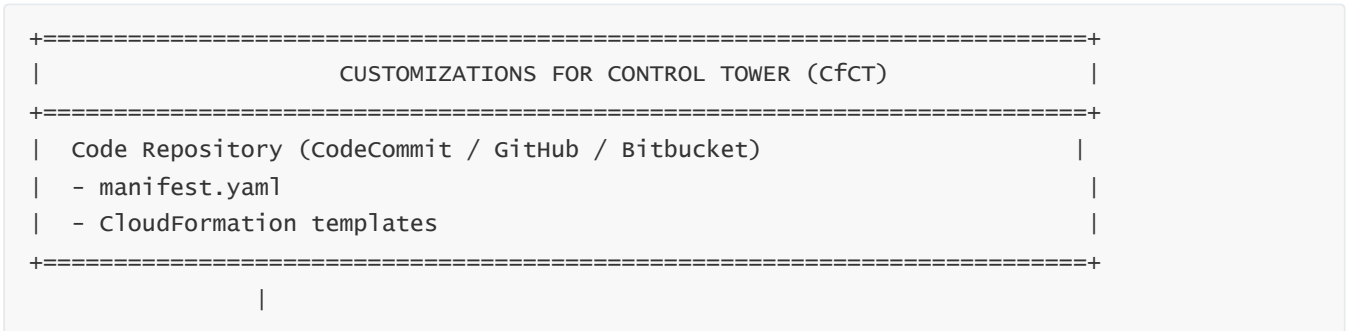 +==========================================================================+
|                     CUSTOMIZATIONS FOR CONTROL TOWER (CfCT)              |
+==========================================================================+
|  Code Repository (CodeCommit / GitHub / Bitbucket)                      |
|  - manifest.yaml                                                         |
|  - CloudFormation templates                                              |
+==========================================================================+
                |